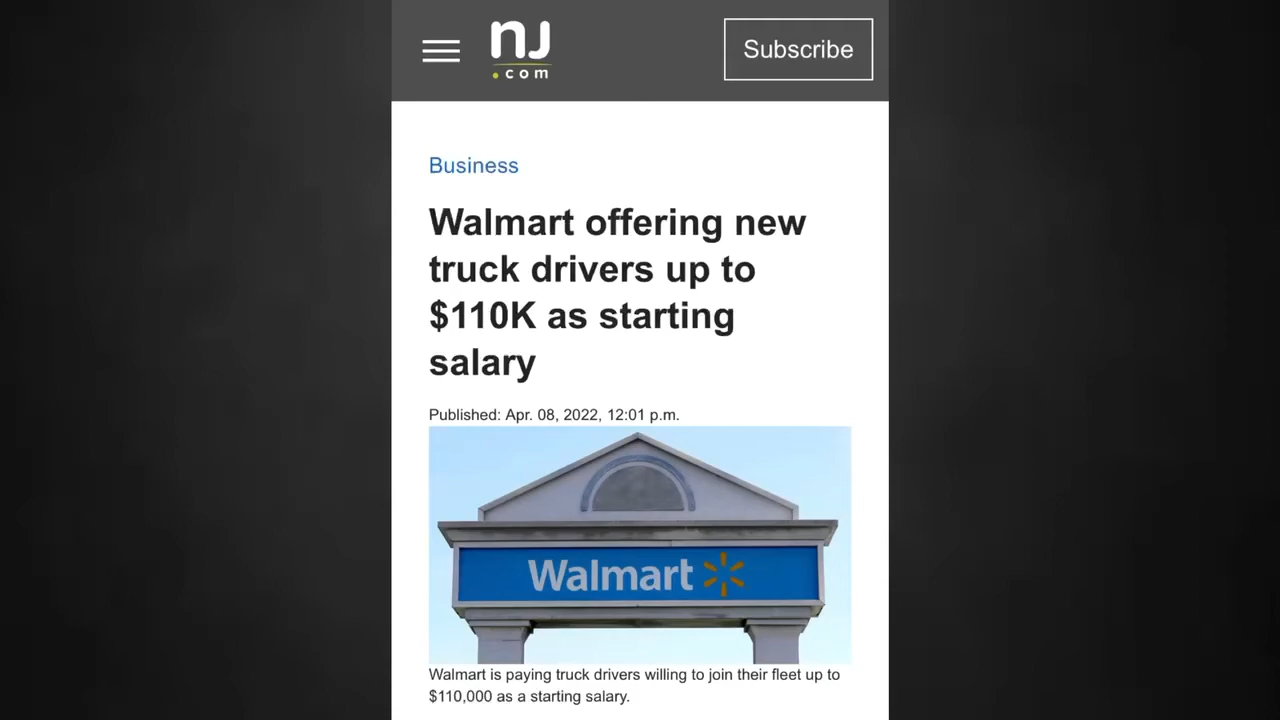 nj
.com
Subscribe
Business
Walmart offering new
truck drivers up to
$110K as starting
salary
Published: Apr. 08, 2022, 12:01 p.m.
Walmart
Walmart is paying truck drivers willing to join their fleet up to
$110,000 as a starting salary.